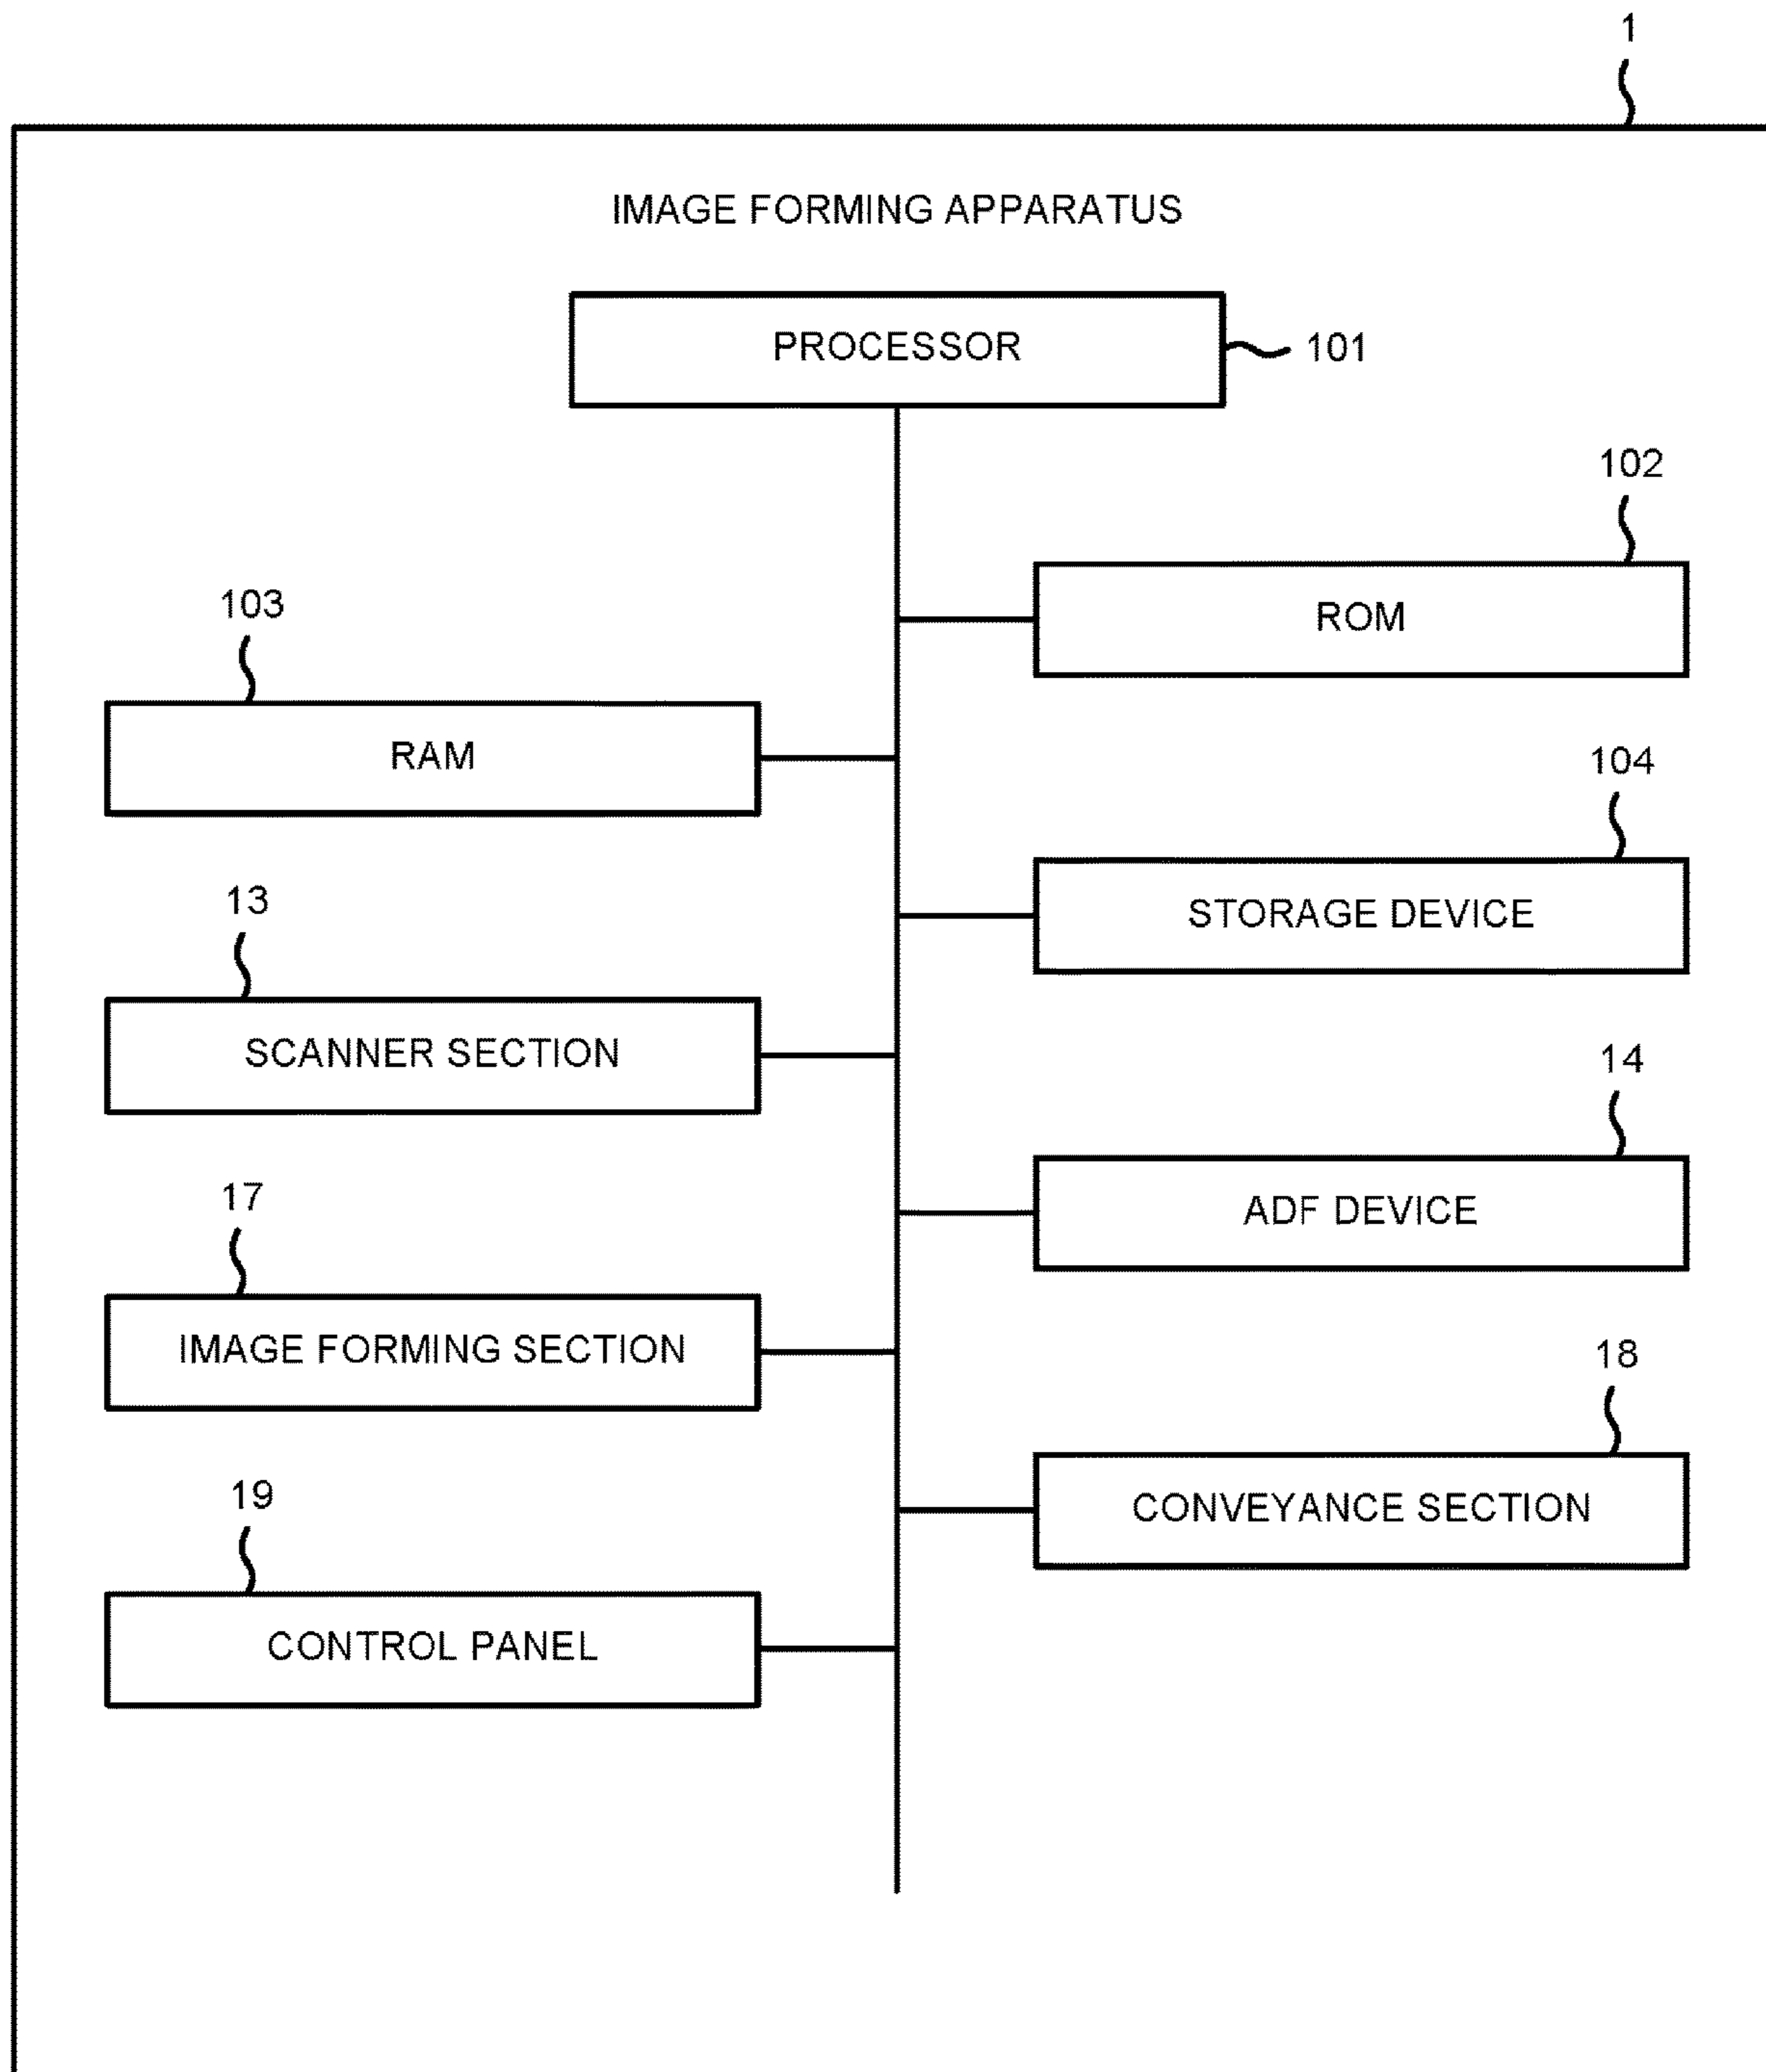 1
IMAGE FORMING APPARATUS
PROCESSOR
101
102
ROM
103
RAM
104
STORAGE DEVICE
13
SCANNER SECTION
14
ADF DEVICE
17
IMAGE FORMING SECTION
18
CONVEYANCE SECTION
19
CONTROL PANEL